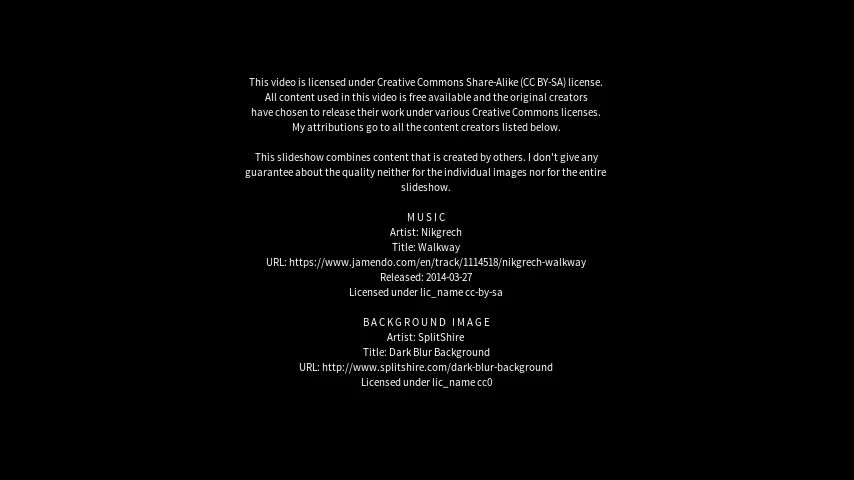 This video is licensed under Creative Commons Share-Alike (CC BY-SA) license.
All content used in this video is free available and the original creators
have chosen to release their work under various Creative Commons licenses.
My attributions go to all the content creators listed below.
This slideshow combines content that is created by others. I don't give any
guarantee about the quality neither for the individual images nor for the entire
slideshow.
MUSIC
Artist: Nikgrech
Title: Walkway
URL: https://www.jamendo.com/en/track/1114518/nikgrech-walkway
Released: 2014-03-27
Licensed under lic_name cc-by-sa
BACKGROUND IMAGE
Artist: SplitShire
Title: Dark Blur Background
URL: http://www.splitshire.com/dark-blur-background
Licensed under lic_name cc0